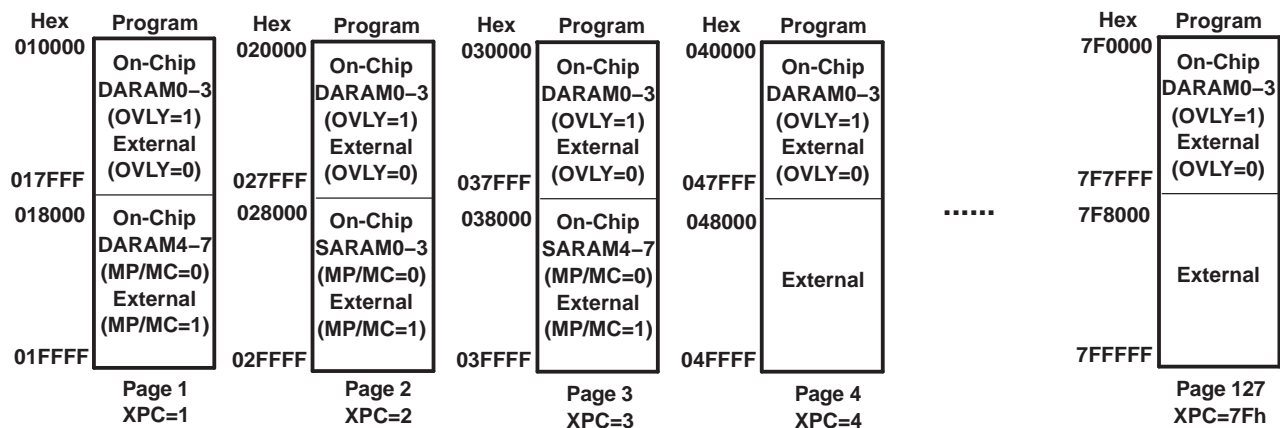 Hex Program
010000
On-Chip
DARAM0–3
(OVLY=1)
External
(OVLY=0)
017FFF
018000
On-Chip
DARAM4–7
(MP/MC=0)
External
(MP/MC=1)
01FFFF
Page 1
XPC=1
Hex Program
020000
On-Chip
DARAM0–3
(OVLY=1)
External
(OVLY=0)
027FFF
028000
On-Chip
SARAM0–3
(MP/MC=0)
External
(MP/MC=1)
02FFFF
Page 2
XPC=2
Hex Program
030000
On-Chip
DARAM0–3
(OVLY=1)
External
(OVLY=0)
037FFF
038000
On-Chip
SARAM4–7
(MP/MC=0)
External
(MP/MC=1)
03FFFF
Page 3
XPC=3
Hex Program
040000
On-Chip
DARAM0–3
(OVLY=1)
External
(OVLY=0)
047FFF
048000
External
04FFFF
Page 4
XPC=4
......
Hex Program
7F0000
On-Chip
DARAM0–3
(OVLY=1)
External
(OVLY=0)
7F7FFF
7F8000
External
7FFFFF
Page 127
XPC=7Fh